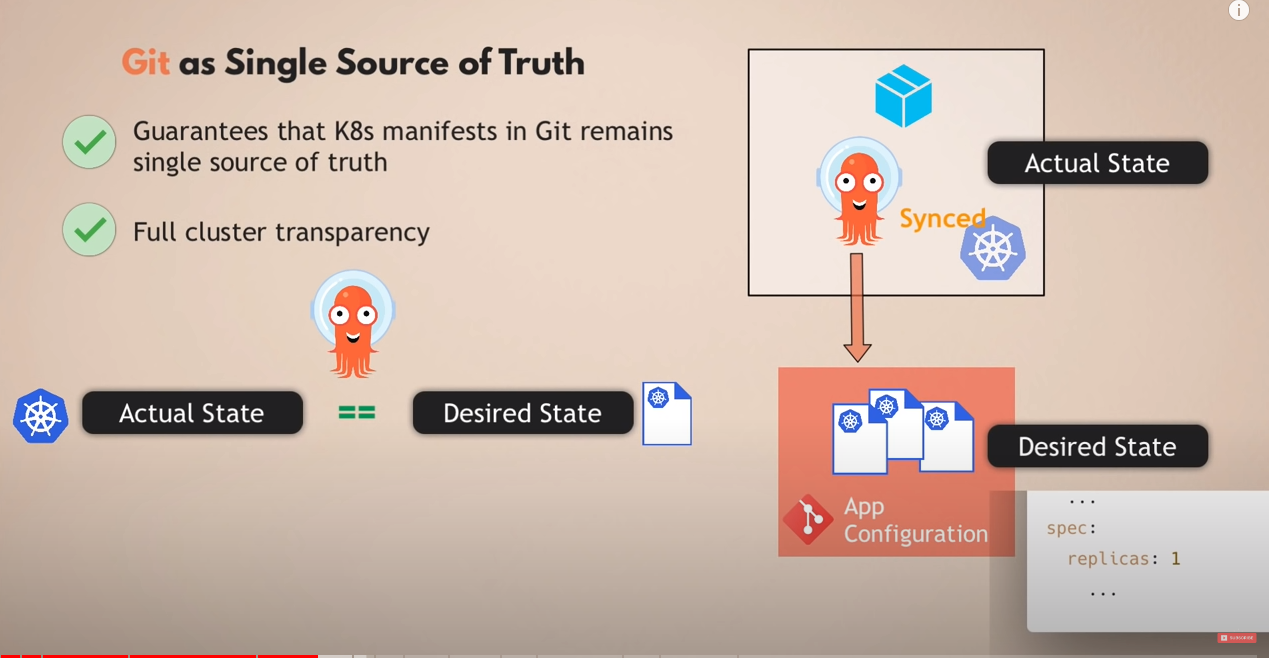 Git as Single Source of Truth
Guarantees that K8s manifests in Git remains
single source of truth
Full cluster transparency
Actual State
==
Desired State
Actual State
Synced
Desired State
App
Configuration
...
spec:
replicas: 1
...
SUBSCRIBE